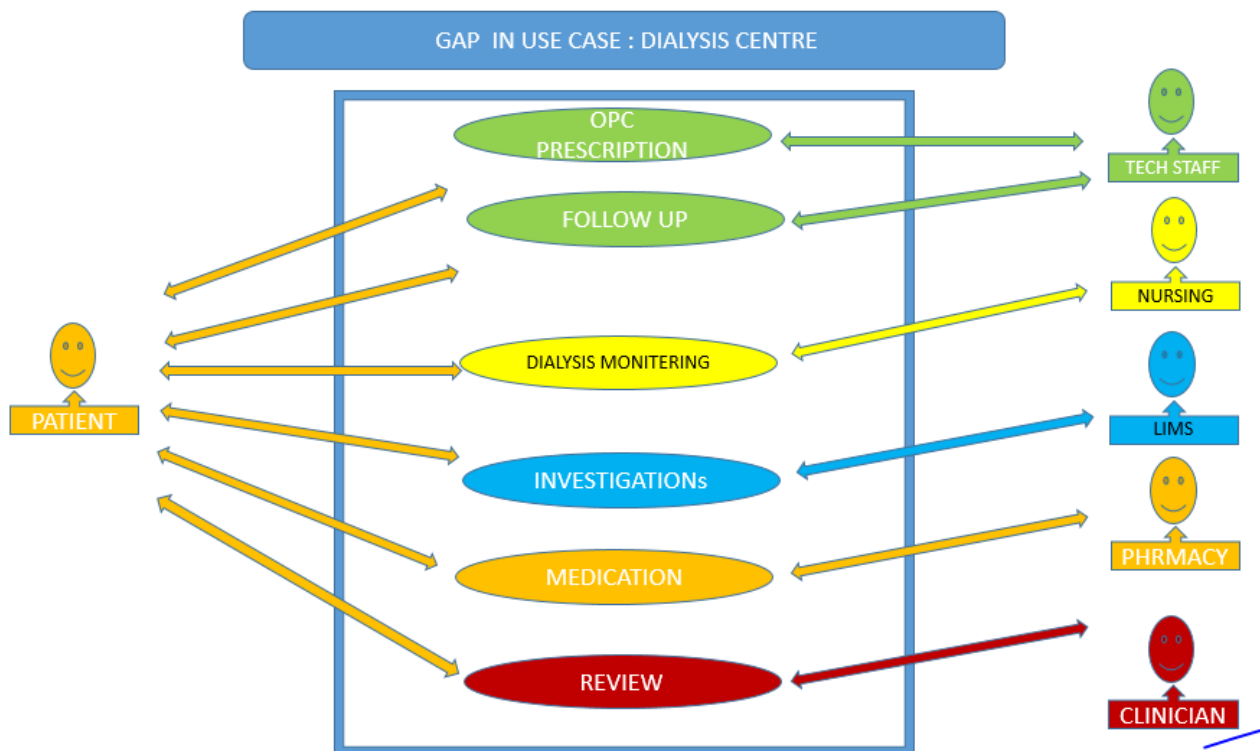 GAP  IN USE CASE : DIALYSIS CENTRE
OPC
PRESCRIPTION
TECH STAFF
FOLLOW UP
NURSING
DIALYSIS MONITERING
PATIENT
LIMS
INVESTIGATIONs
PHRMACY
MEDICATION
REVIEW
CLINICIAN